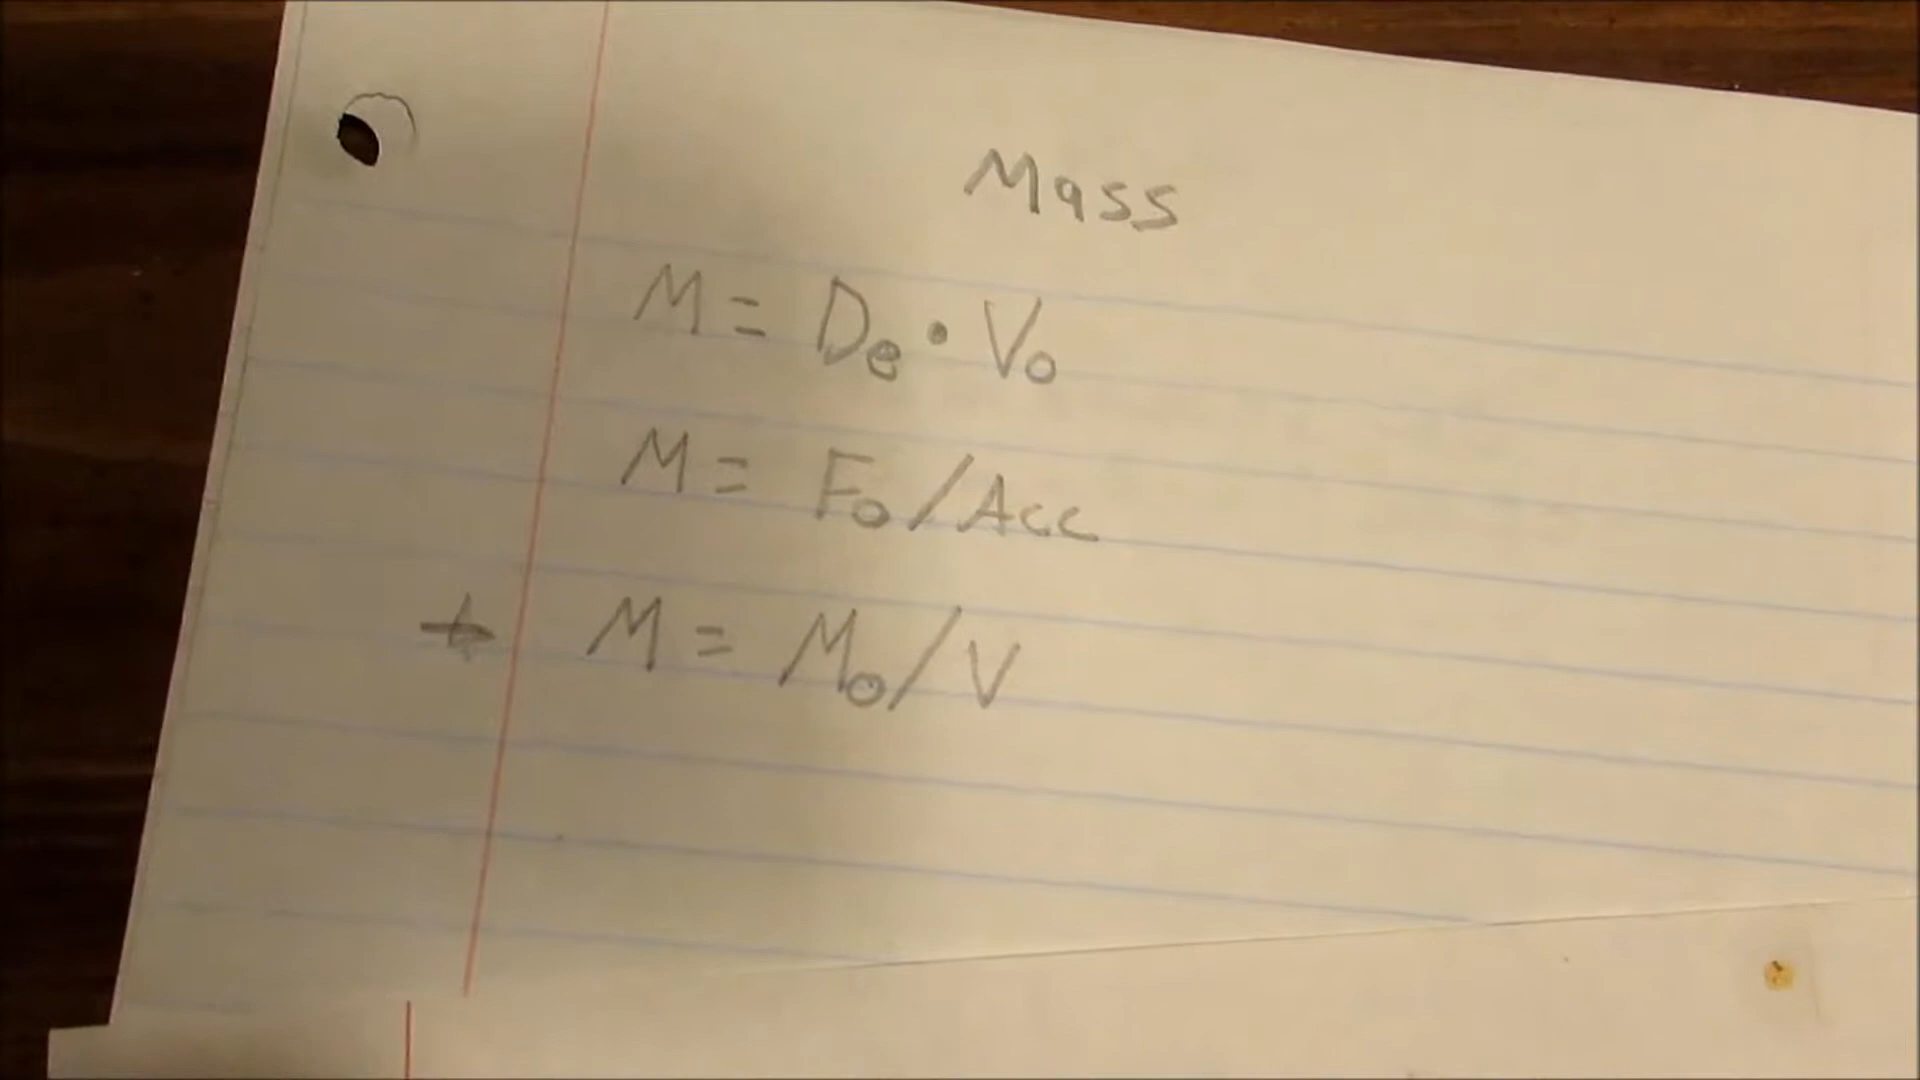 Mass
M = De • Vo
M = Fo/Acc
+ M = Mo/V